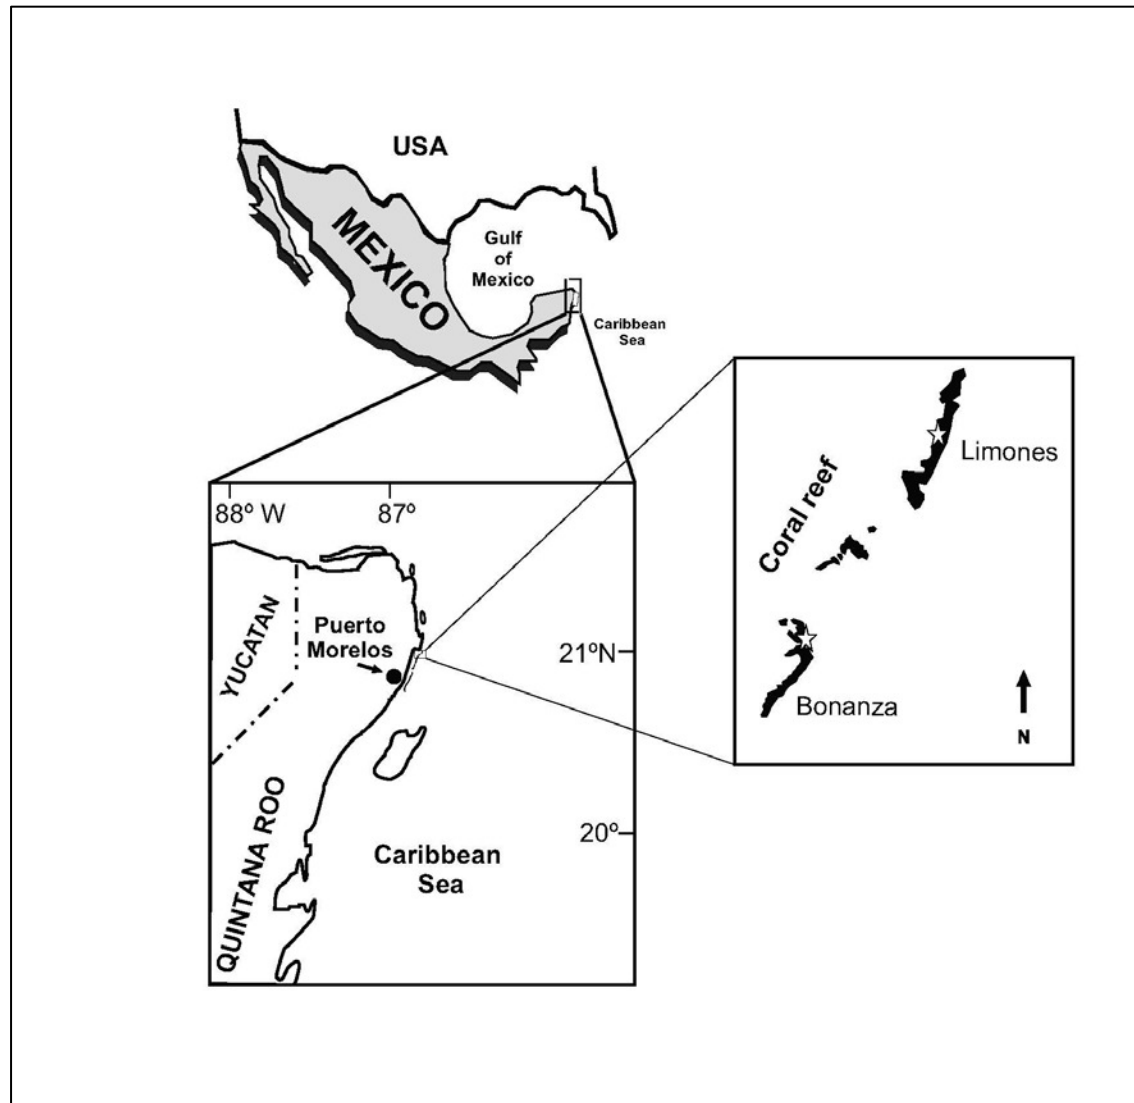 USA
MEXICO
Gulf
of
Mexico
Caribbean
Sea
Limones
Coral reef
Bonanza
N
88º W
87º
YUCATAN
Puerto
Morelos
21ºN
20º
QUINTANA ROO
Caribbean
Sea